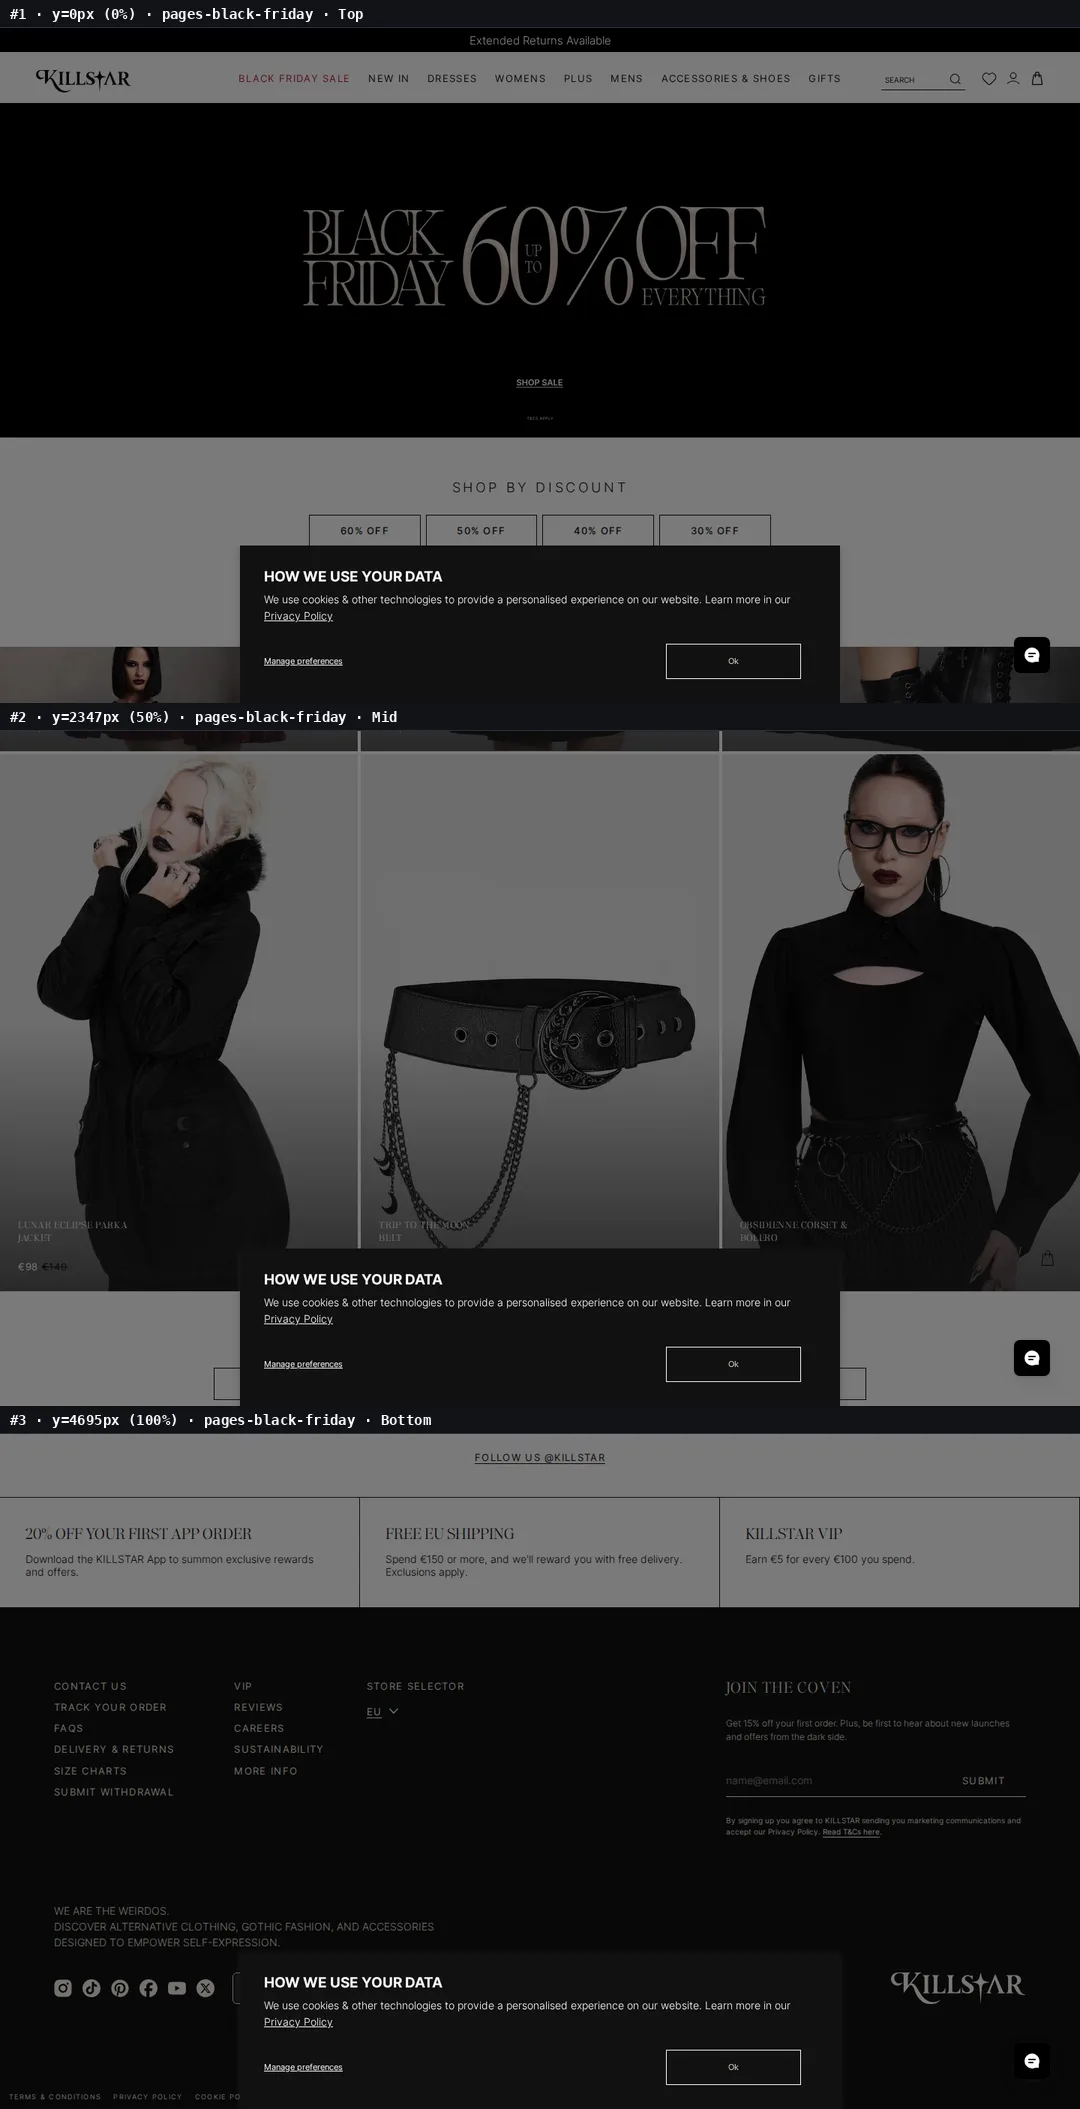 #1 · y=0px (0%) · pages-black-friday · Top
Extended Returns Available
KILLSTAR
BLACK FRIDAY SALE NEW IN DRESSES WOMENS PLUS MENS ACCESSORIES & SHOES GIFTS SEARCH
BLACK FRIDAY UP TO 60% OFF EVERYTHING
SHOP SALE
T&CS APPLY
SHOP BY DISCOUNT
60% OFF 50% OFF 40% OFF 30% OFF
HOW WE USE YOUR DATA
We use cookies & other technologies to provide a personalised experience on our website. Learn more in our
Privacy Policy
Manage preferences Ok
#2 · y=2347px (50%) · pages-black-friday · Mid
LUNAR ECLIPSE PARKA
JACKET
€98 €140
TRIP TO THE MOON
BELT
OBSIDIENNE CORSET &
BOLERO
HOW WE USE YOUR DATA
We use cookies & other technologies to provide a personalised experience on our website. Learn more in our
Privacy Policy
Manage preferences Ok
#3 · y=4695px (100%) · pages-black-friday · Bottom
FOLLOW US @KILLSTAR
20% OFF YOUR FIRST APP ORDER
Download the KILLSTAR App to summon exclusive rewards
and offers.
FREE EU SHIPPING
Spend €150 or more, and we'll reward you with free delivery.
Exclusions apply.
KILLSTAR VIP
Earn €5 for every €100 you spend.
CONTACT US
TRACK YOUR ORDER
FAQS
DELIVERY & RETURNS
SIZE CHARTS
SUBMIT WITHDRAWAL
VIP
REVIEWS
CAREERS
SUSTAINABILITY
MORE INFO
STORE SELECTOR
EU
JOIN THE COVEN
Get 15% off your first order. Plus, be first to hear about new launches
and offers from the dark side.
name@email.com SUBMIT
By signing up you agree to KILLSTAR sending you marketing communications and
accept our Privacy Policy. Read T&Cs here.
WE ARE THE WEIRDOS.
DISCOVER ALTERNATIVE CLOTHING, GOTHIC FASHION, AND ACCESSORIES
DESIGNED TO EMPOWER SELF-EXPRESSION.
KILLSTAR
HOW WE USE YOUR DATA
We use cookies & other technologies to provide a personalised experience on our website. Learn more in our
Privacy Policy
Manage preferences Ok
TERMS & CONDITIONS PRIVACY POLICY COOKIE PO